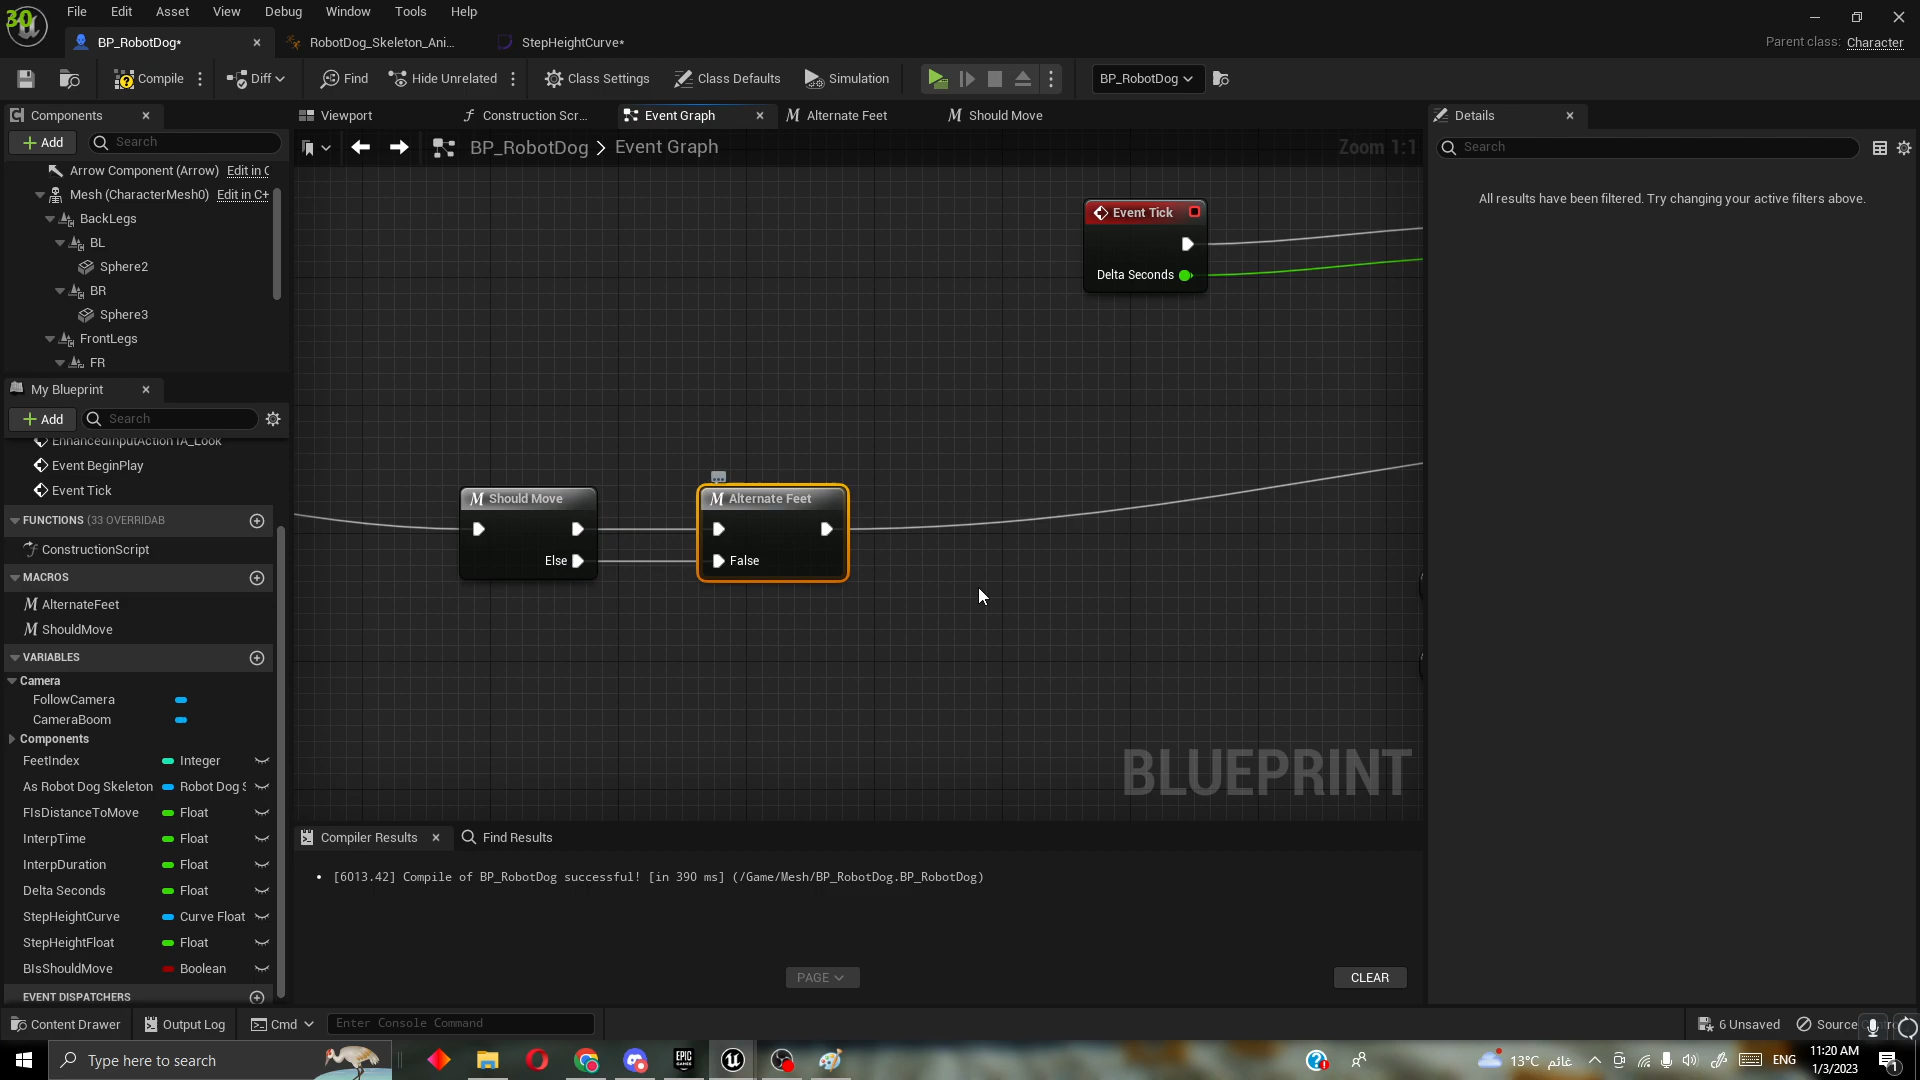 30
File Edit Asset View Debug Window Tools Help
BP_RobotDog* RobotDog_Skeleton_Ani... StepHeightCurve* Parent class: Character
Compile Diff Find Hide Unrelated Class Settings Class Defaults Simulation BP_RobotDog
Components Viewport Construction Scr... Event Graph Alternate Feet Should Move Details
Add Search BP_RobotDog > Event Graph Zoom 1:1 Search
Arrow Component (Arrow) Edit in C
Mesh (CharacterMesh0) Edit in C+
BackLegs
BL
Sphere2
BR
Sphere3
FrontLegs
FR
All results have been filtered. Try changing your active filters above.
Event Tick
Delta Seconds
Should Move
Else
Alternate Feet
False
BLUEPRINT
My Blueprint
Add Search
EnhancedInputAction IA_Look
Event BeginPlay
Event Tick
FUNCTIONS (33 OVERRIDAB
ConstructionScript
MACROS
AlternateFeet
ShouldMove
VARIABLES
Camera
FollowCamera
CameraBoom
Components
FeetIndex Integer
As Robot Dog Skeleton Robot Dog S
FIsDistanceToMove Float
InterpTime Float
InterpDuration Float
Delta Seconds Float
StepHeightCurve Curve Float
StepHeightFloat Float
BIsShouldMove Boolean
EVENT DISPATCHERS
Compiler Results Find Results
[6013.42] Compile of BP_RobotDog successful! [in 390 ms] (/Game/Mesh/BP_RobotDog.BP_RobotDog)
PAGE CLEAR
Content Drawer Output Log Cmd Enter Console Command 6 Unsaved Source
Type here to search EPIC GAMES 13°C غائم ENG 11:20 AM
1/3/2023 1